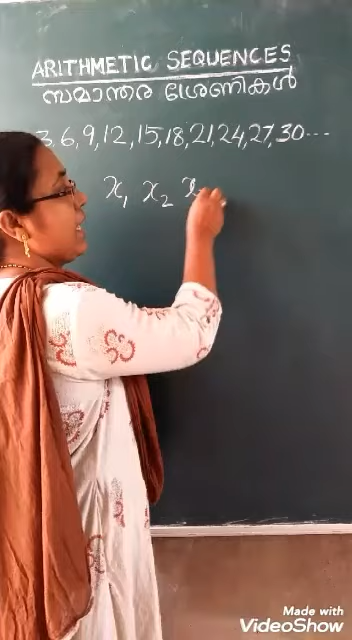 ARITHMETIC SEQUENCES
സമാന്തര ശ്രേണികൾ
3, 6, 9, 12, 15, 18, 21, 24, 27, 30 ---
x₁ x₂ x
Made with
VideoShow